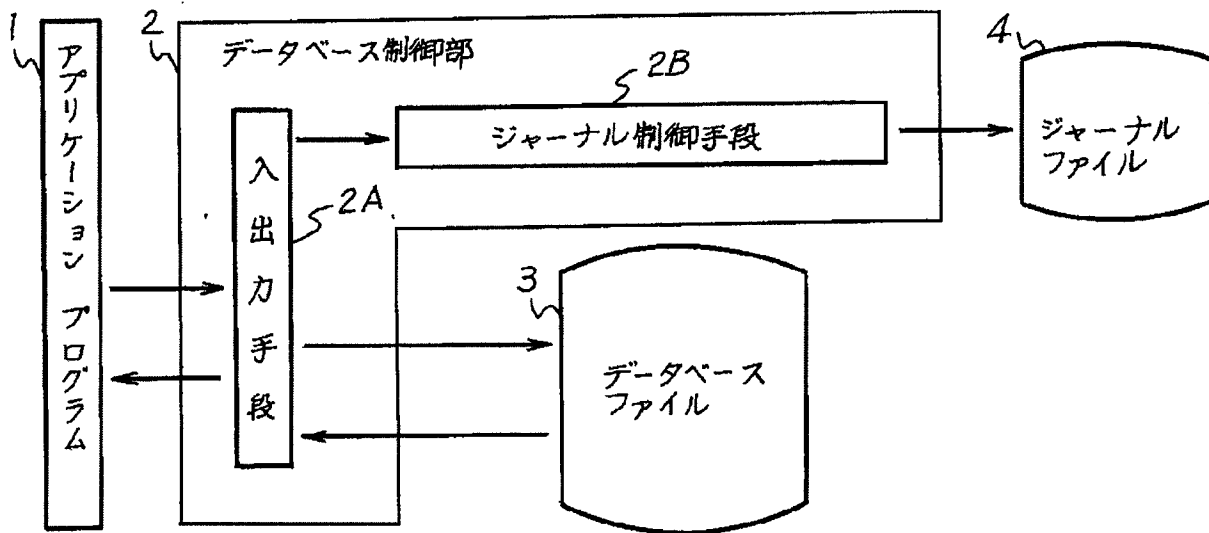 1
アプリケーション プログラム
2
データベース制御部
入出力手段
2A
2B
ジャーナル制御手段
3
データベース
ファイル
4
ジャーナル
ファイル